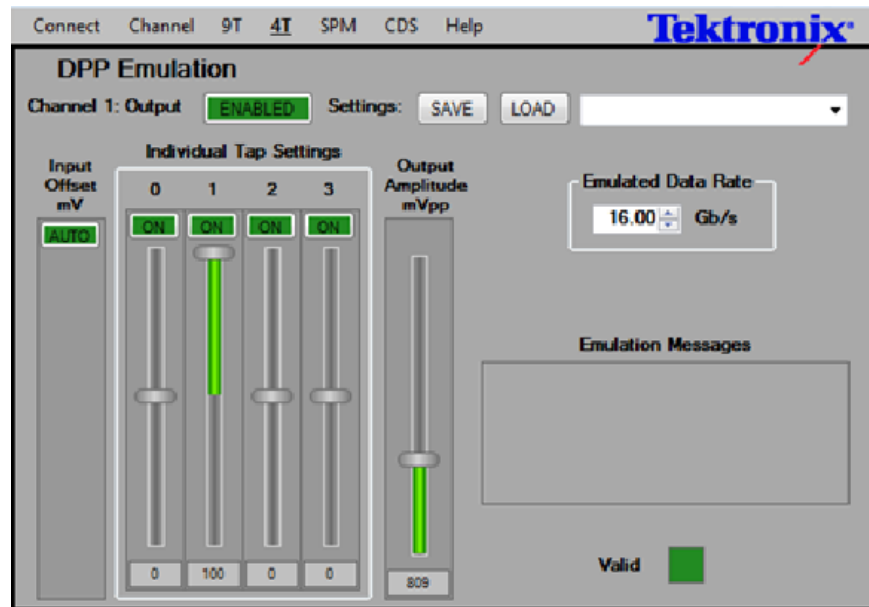 Connect Channel 9T 4T SPM CDS Help
Tektronix
DPP Emulation
Channel 1: Output ENABLED Settings: SAVE LOAD
Individual Tap Settings
Input Offset mV
0 1 2 3
Output Amplitude mVpp
AUTO
ON ON ON ON
Emulated Data Rate
16.00 Gb/s
Emulation Messages
0 100 0 0
809
Valid